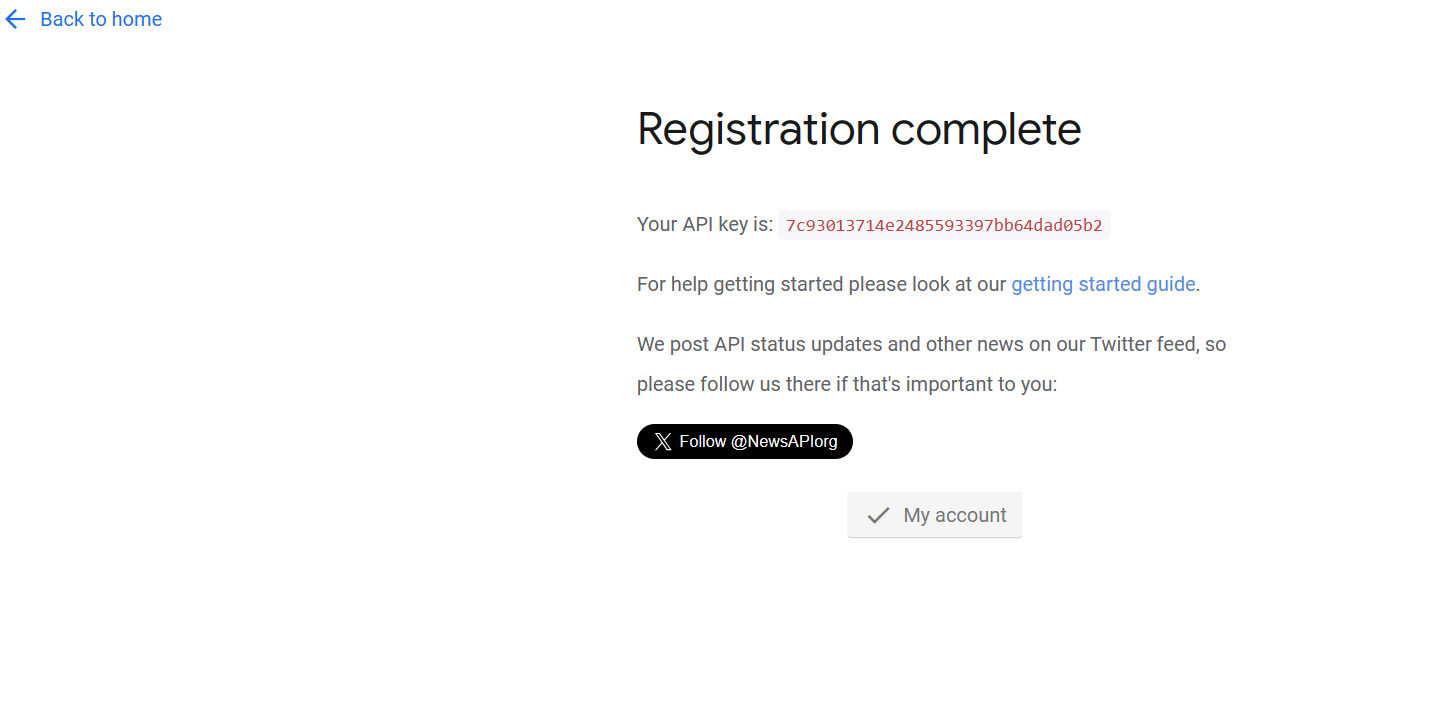 Back to home
Registration complete
Your API key is: 7c93013714e2485593397bb64dad05b2
For help getting started please look at our getting started guide.
We post API status updates and other news on our Twitter feed, so
please follow us there if that's important to you:
Follow @NewsAPIorg
My account